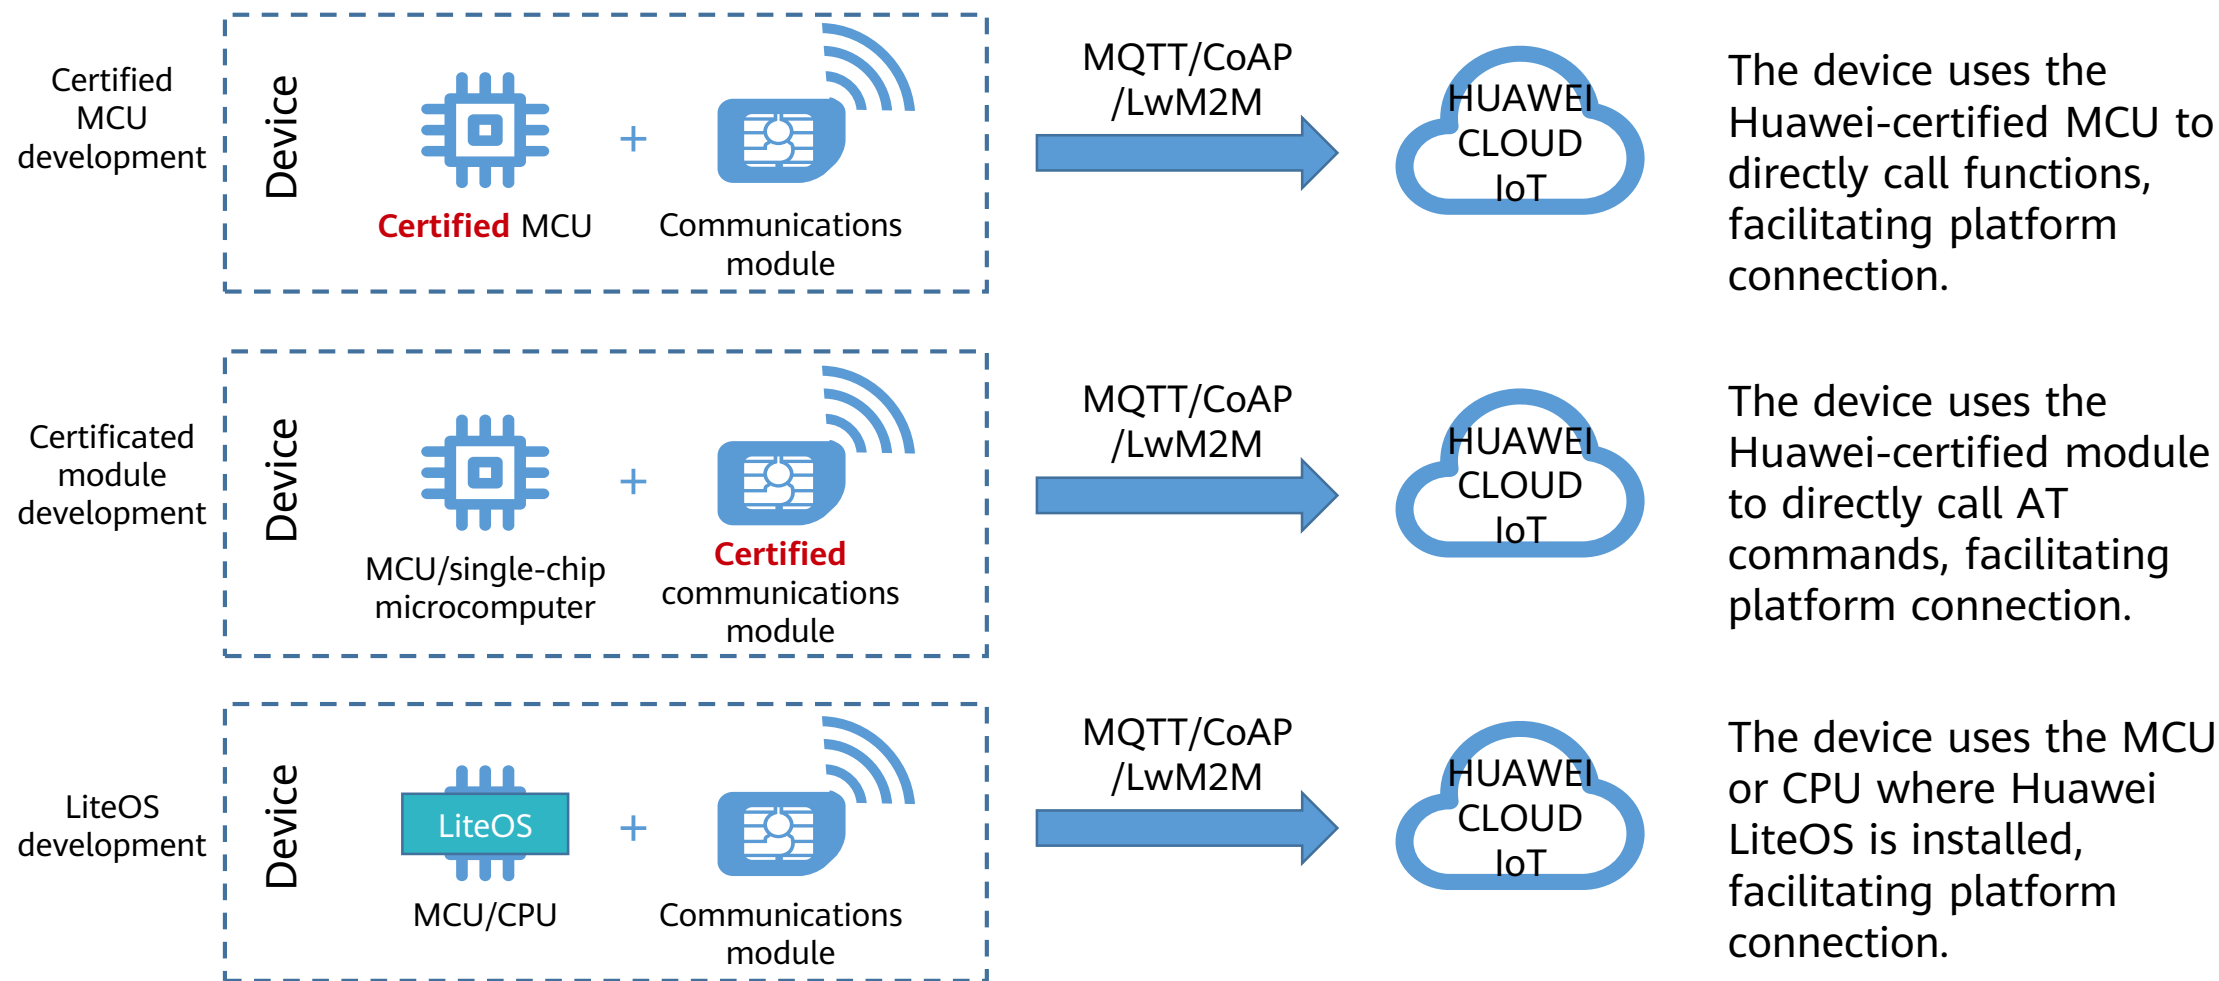 Certified
MCU
development
Device
Certified MCU
+
Communications
module
MQTT/CoAP
/LwM2M
HUAWEI
CLOUD
IoT
The device uses the
Huawei-certified MCU to
directly call functions,
facilitating platform
connection.
Certificated
module
development
Device
MCU/single-chip
microcomputer
+
Certified
communications
module
MQTT/CoAP
/LwM2M
HUAWEI
CLOUD
IoT
The device uses the
Huawei-certified module
to directly call AT
commands, facilitating
platform connection.
LiteOS
development
Device
LiteOS
MCU/CPU
+
Communications
module
MQTT/CoAP
/LwM2M
HUAWEI
CLOUD
IoT
The device uses the MCU
or CPU where Huawei
LiteOS is installed,
facilitating platform
connection.